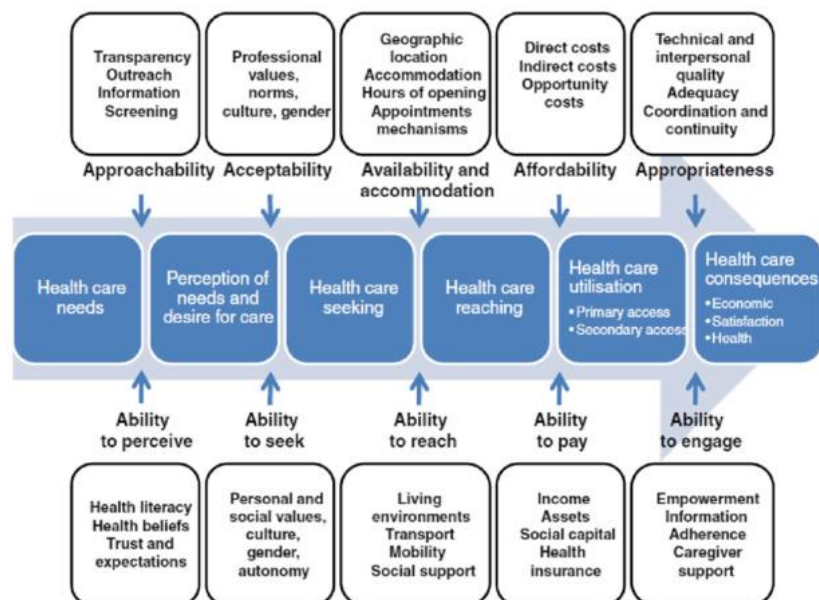 Transparency
Outreach
Information
Screening
Professional
values,
norms,
culture, gender
Geographic
location
Accommodation
Hours of opening
Appointments
mechanisms
Direct costs
Indirect costs
Opportunity
costs
Technical and
interpersonal
quality
Adequacy
Coordination and
continuity
Approachability
Acceptability
Availability and
accommodation
Affordability
Appropriateness
Health care
needs
Perception of
needs and
desire for care
Health care
seeking
Health care
reaching
Health care
utilisation
• Primary access
• Secondary access
Health care
consequences
• Economic
• Satisfaction
• Health
Ability
to perceive
Ability
to seek
Ability
to reach
Ability
to pay
Ability
to engage
Health literacy
Health beliefs
Trust and
expectations
Personal and
social values,
culture,
gender,
autonomy
Living
environments
Transport
Mobility
Social support
Income
Assets
Social capital
Health
insurance
Empowerment
Information
Adherence
Caregiver
support